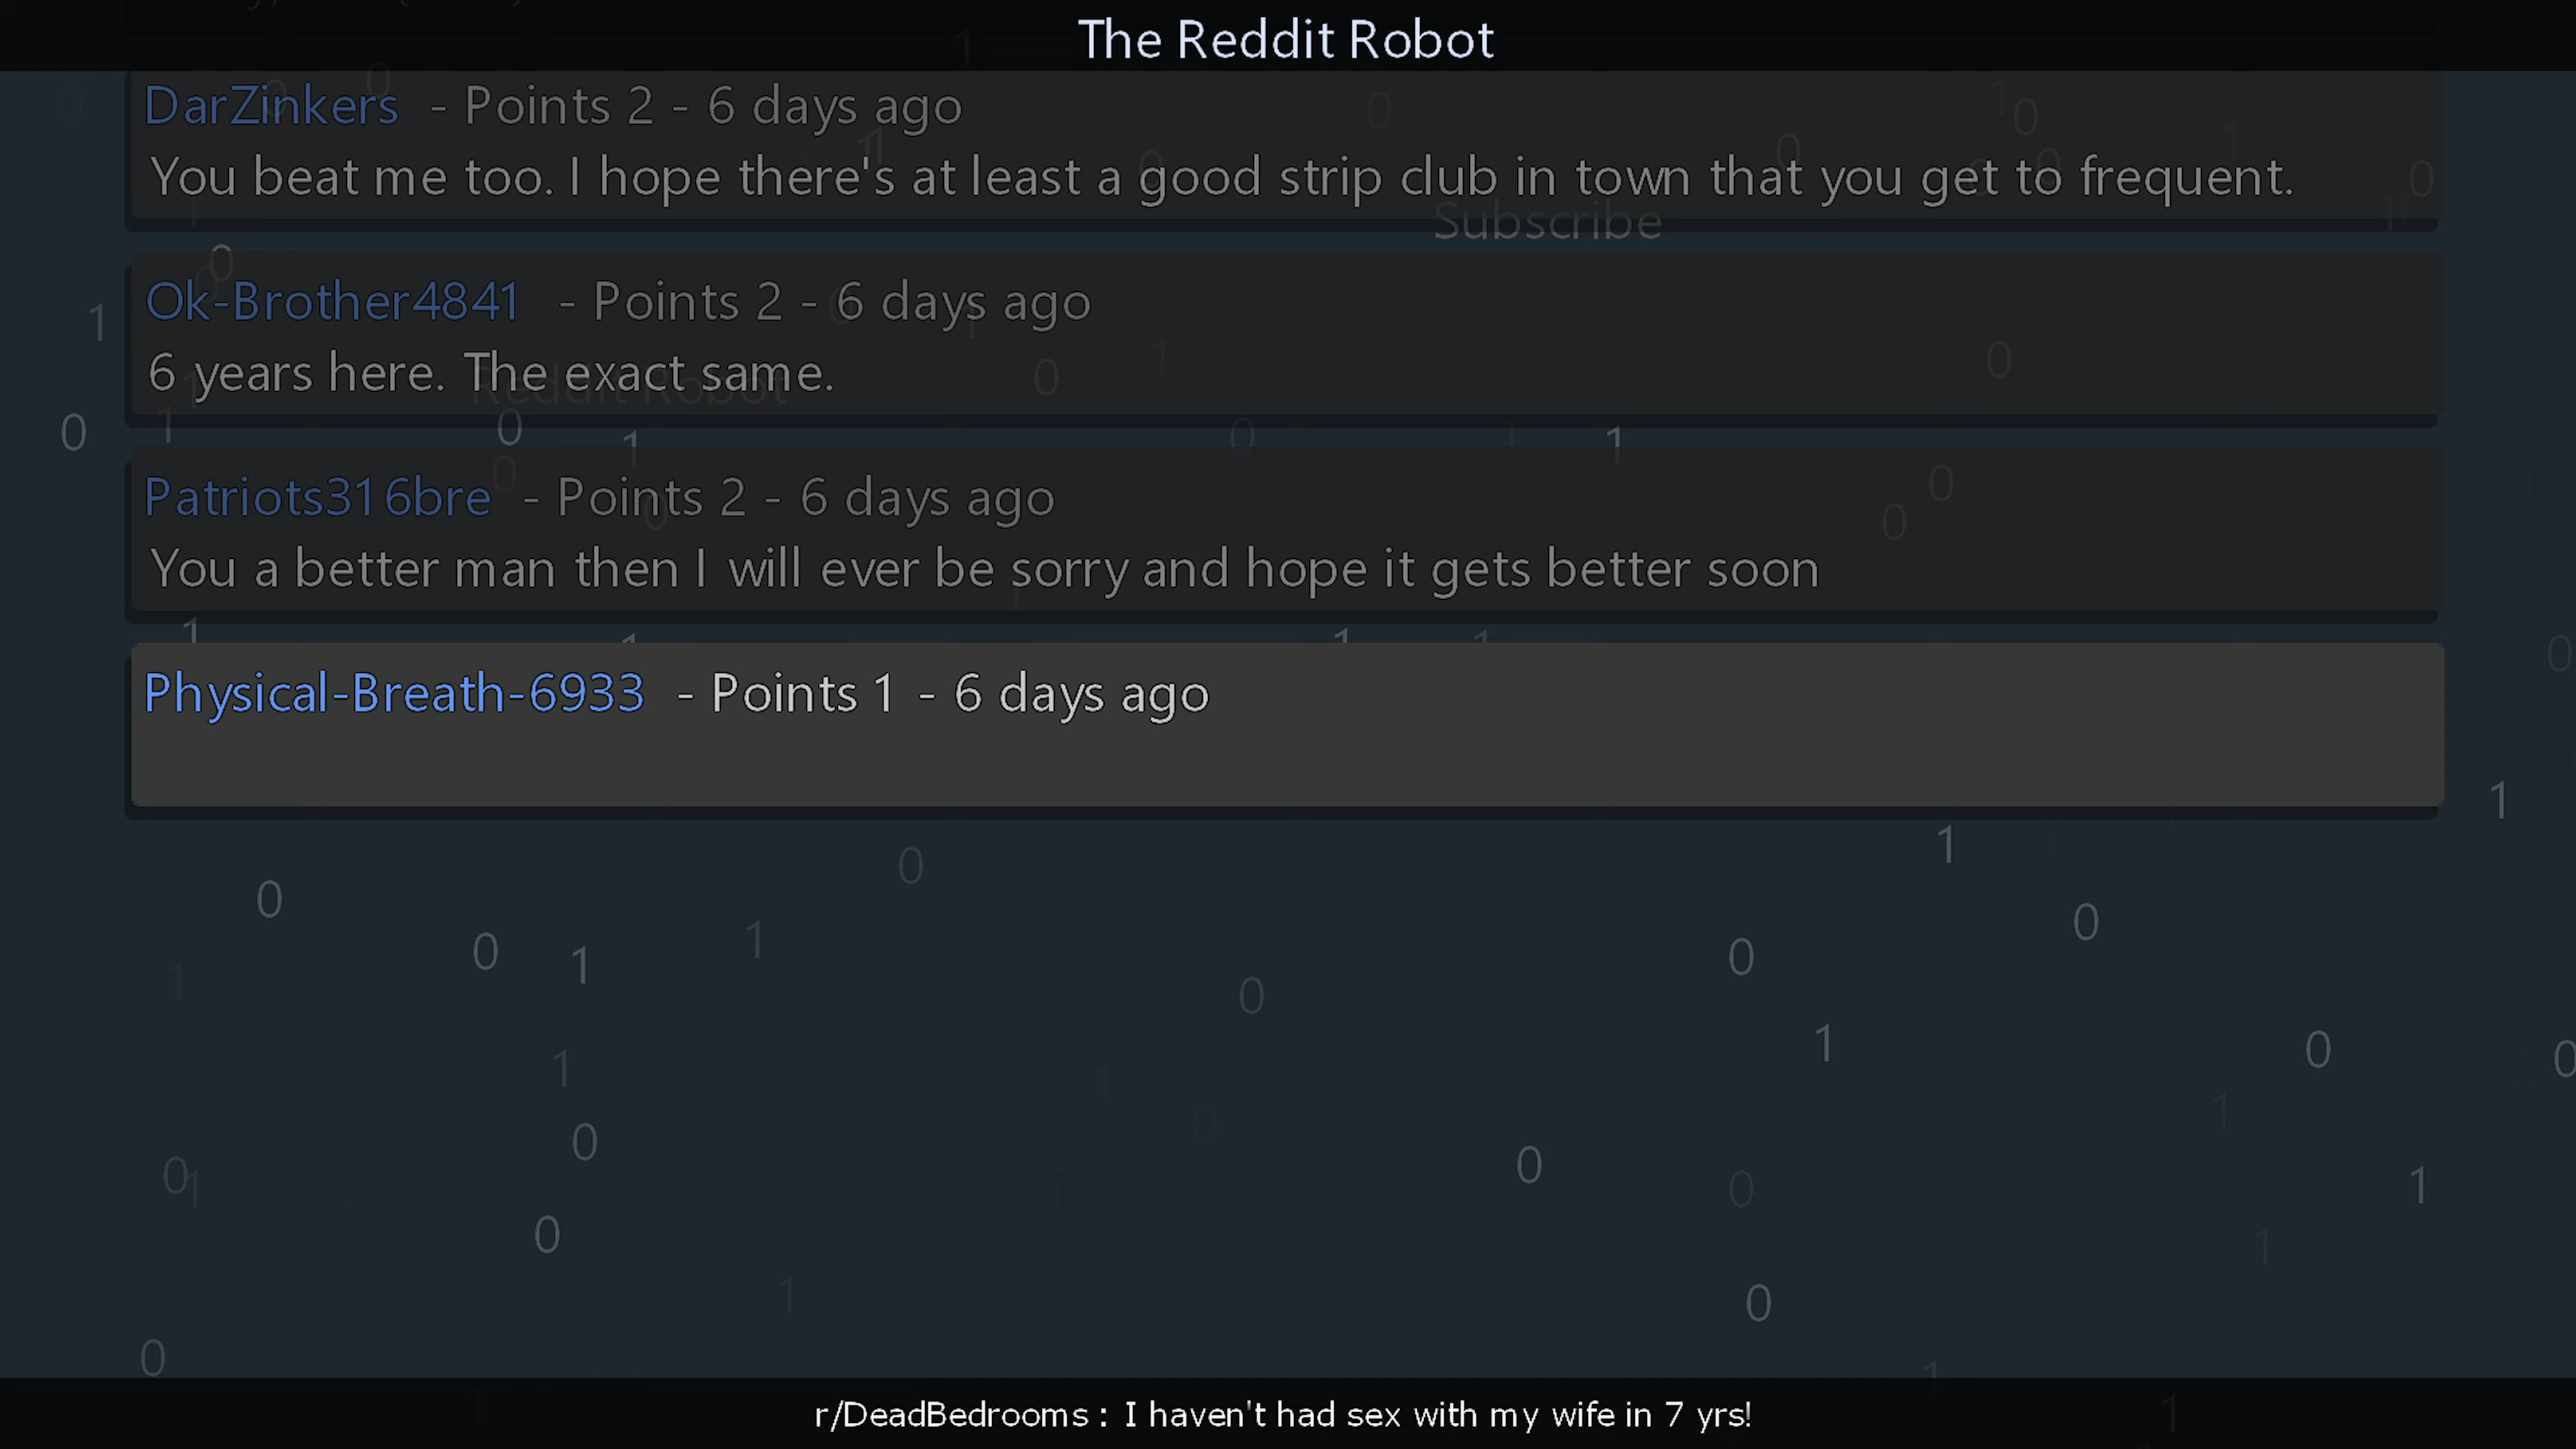 The Reddit Robot
DarZinkers - Points 2 - 6 days ago
You beat me too. I hope there's at least a good strip club in town that you get to frequent.
Subscribe
Ok-Brother4841 - Points 2 - 6 days ago
6 years here. The exact same.
Reddit Robot
Patriots316bre - Points 2 - 6 days ago
You a better man then I will ever be sorry and hope it gets better soon
Physical-Breath-6933 - Points 1 - 6 days ago
r/DeadBedrooms : I haven't had sex with my wife in 7 yrs!